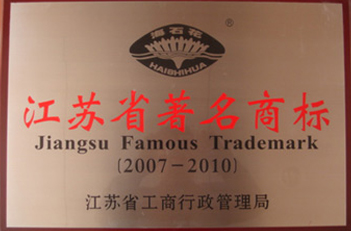 海石花
®
HAISHIHUA
江苏省著名商标
Jiangsu Famous Trademark
(2007-2010)
江苏省工商行政管理局